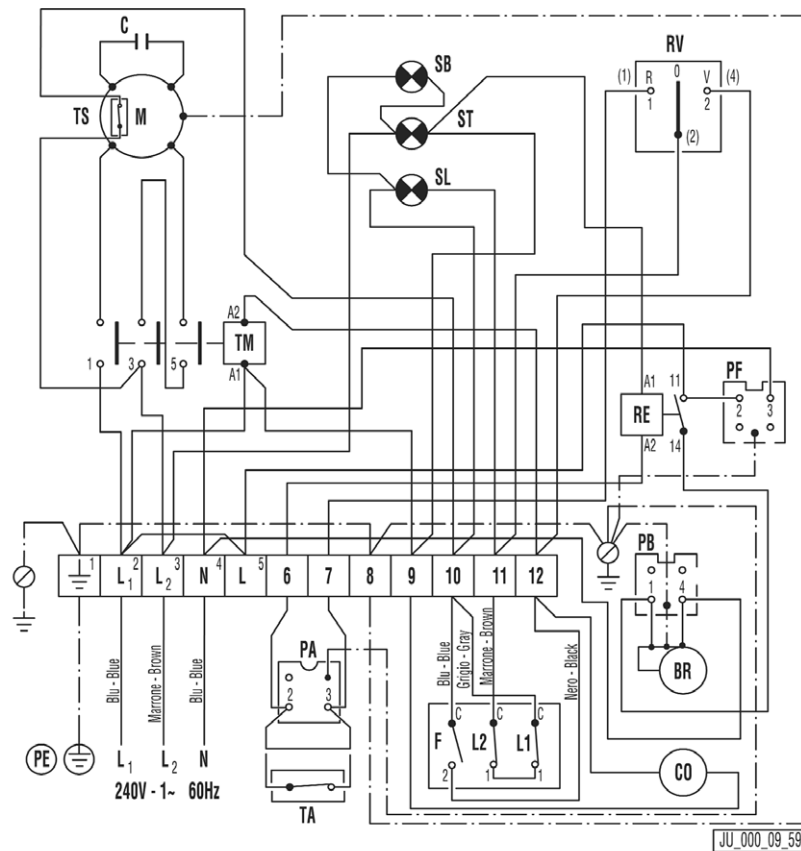 C
SB
RV
(1) R 0 V (4)
1 2
TS M
ST
(2)
SL
A2
TM
1 3 5
A1
A1 11
PF
2 3
RE
A2 14
PB
1 4
1 L1 2 L2 3 N 4 L 5 6 7 8 9 10 11 12
BR
PA
2 3
Blu - Blue
Marrone - Brown
Blu - Blue
Blu - Blue
Grigio - Gray
Marrone - Brown
Nero - Black
C C C
F L2 L1
2 1 1
CO
PE L1 L2 N
240V - 1~ 60Hz
TA
JU_000_09_59